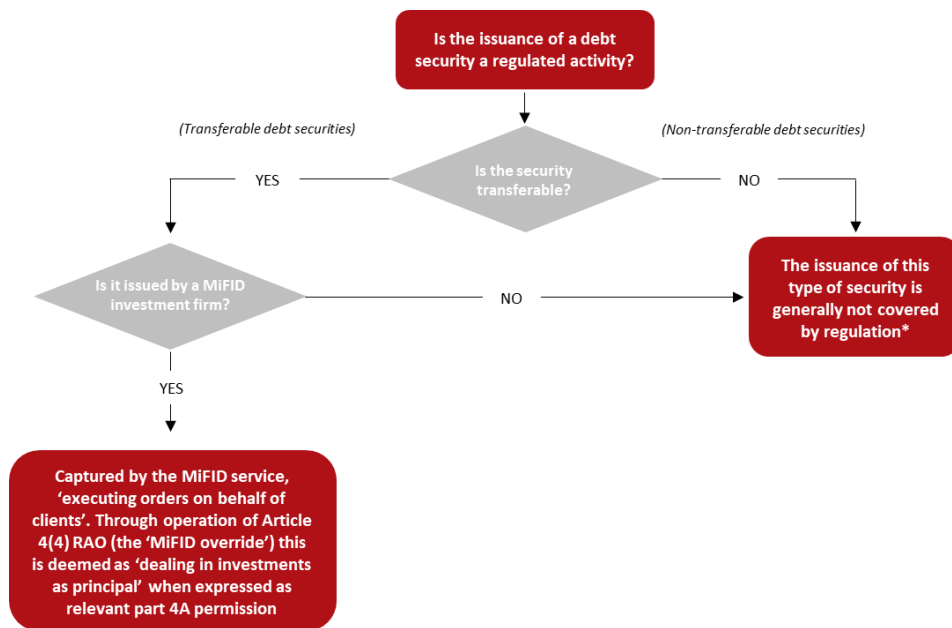 Is the issuance of a debt
security a regulated activity?
(Transferable debt securities)
(Non-transferable debt securities)
Is the security
transferable?
YES
NO
Is it issued by a MiFID
investment firm?
NO
The issuance of this
type of security is
generally not covered
by regulation*
YES
Captured by the MiFID service,
‘executing orders on behalf of
clients’. Through operation of Article
4(4) RAO (the ‘MiFID override’) this
is deemed as ‘dealing in investments
as principal’ when expressed as
relevant part 4A permission